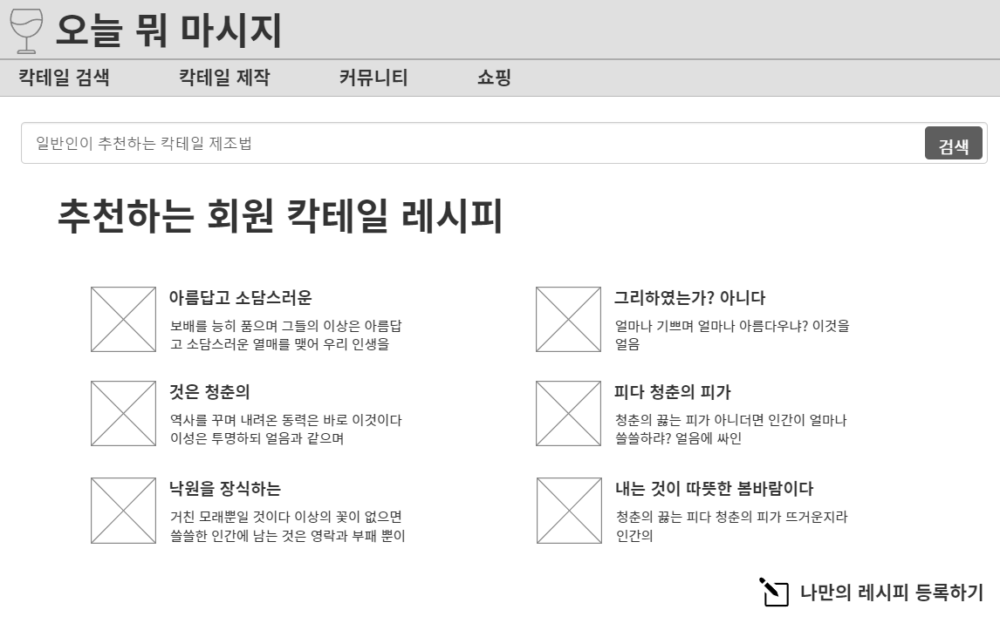 오늘 뭐 마시지
칵테일 검색 칵테일 제작 커뮤니티 쇼핑
일반인이 추천하는 칵테일 제조법 검색
추천하는 회원 칵테일 레시피
아름답고 소담스러운
보배를 능히 품으며 그들의 이상은 아름답
고 소담스러운 열매를 맺어 우리 인생을
그리하였는가? 아니다
얼마나 기쁘며 얼마나 아름다우냐? 이것을
얼음
것은 청춘의
역사를 꾸며 내려온 동력은 바로 이것이다
이성은 투명하되 얼음과 같으며
피다 청춘의 피가
청춘의 끓는 피가 아니더면 인간이 얼마나
쓸쓸하랴? 얼음에 싸인
낙원을 장식하는
거친 모래뿐일 것이다 이상의 꽃이 없으면
쓸쓸한 인간에 남는 것은 영락과 부패 뿐이
내는 것이 따뜻한 봄바람이다
청춘의 끓는 피다 청춘의 피가 뜨거운지라
인간의
나만의 레시피 등록하기